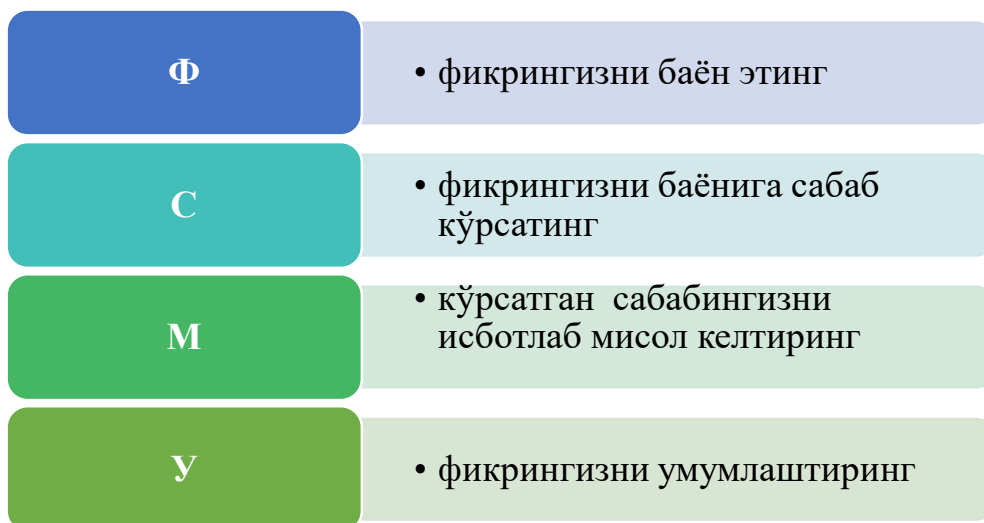 Ф
• фикрингизни баён этинг
С
• фикрингизни баёнига сабаб
кўрсатинг
М
• кўрсатган сабабингизни
исботлаб мисол келтиринг
У
• фикрингизни умумлаштиринг